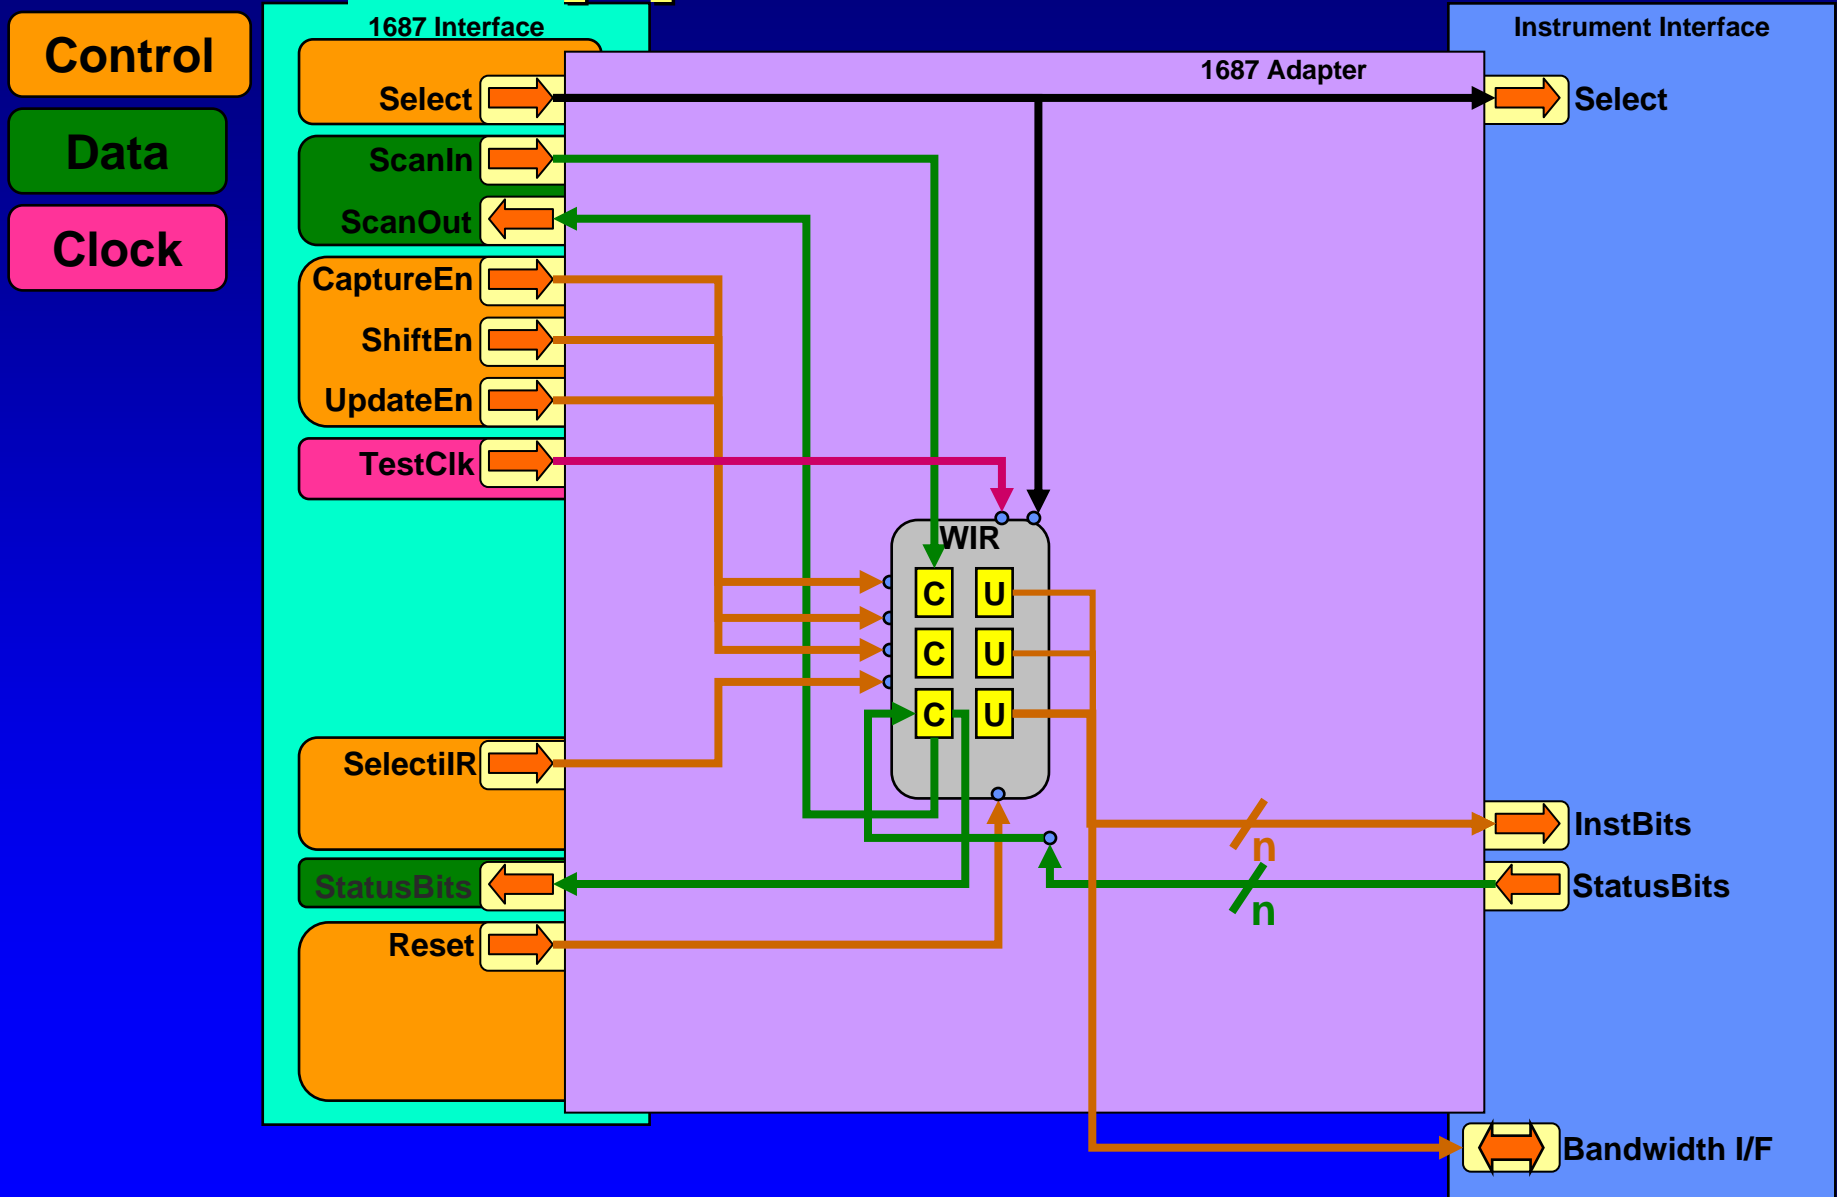 Control
Data
Clock
1687 Interface
Select
ScanIn
ScanOut
CaptureEn
ShiftEn
UpdateEn
TestClk
SelectiIR
StatusBits
Reset
1687 Adapter
WIR
C U
C U
C U
n
n
Instrument Interface
Select
InstBits
StatusBits
Bandwidth I/F